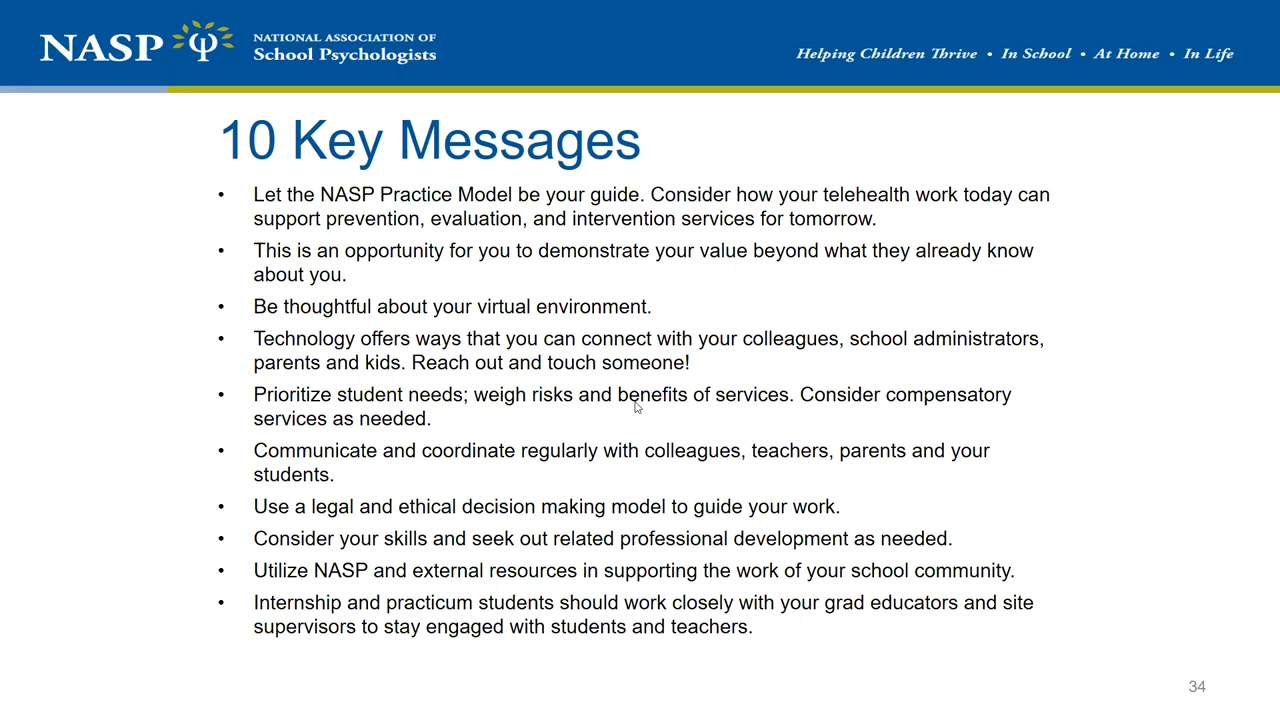 NASP
NATIONAL ASSOCIATION OF
School Psychologists
Helping Children Thrive • In School • At Home • In Life
10 Key Messages
• Let the NASP Practice Model be your guide. Consider how your telehealth work today can
support prevention, evaluation, and intervention services for tomorrow.
• This is an opportunity for you to demonstrate your value beyond what they already know
about you.
• Be thoughtful about your virtual environment.
• Technology offers ways that you can connect with your colleagues, school administrators,
parents and kids. Reach out and touch someone!
• Prioritize student needs; weigh risks and benefits of services. Consider compensatory
services as needed.
• Communicate and coordinate regularly with colleagues, teachers, parents and your
students.
• Use a legal and ethical decision making model to guide your work.
• Consider your skills and seek out related professional development as needed.
• Utilize NASP and external resources in supporting the work of your school community.
• Internship and practicum students should work closely with your grad educators and site
supervisors to stay engaged with students and teachers.
34